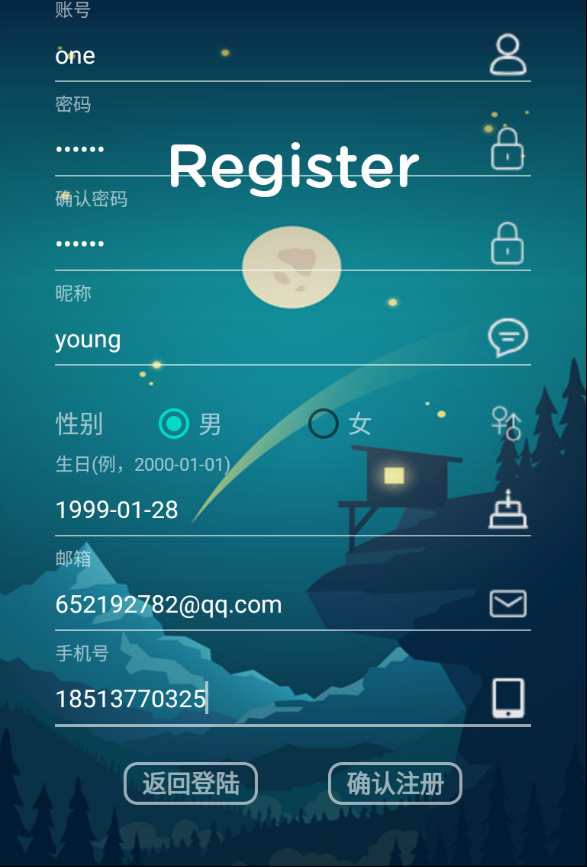 账号
one
密码
••••••
Register
确认密码
••••••
昵称
young
性别 男 女
生日(例，2000-01-01)
1999-01-28
邮箱
652192782@qq.com
手机号
18513770325
返回登陆 确认注册